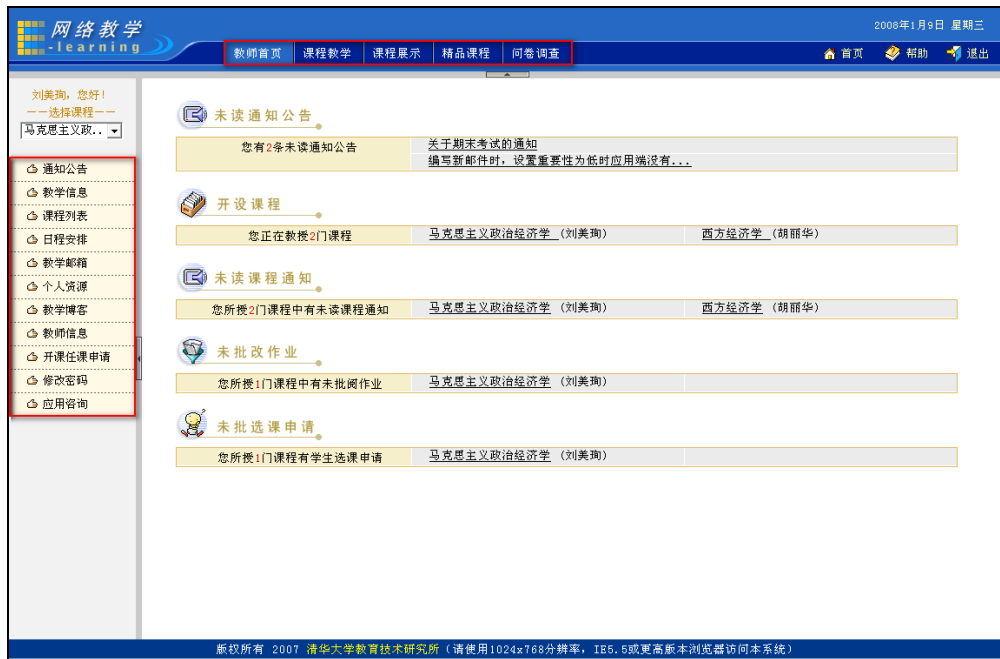 网络教学
-learning
2008年1月9日 星期三
教师首页 课程教学 课程展示 精品课程 问卷调查
首页 帮助 退出
刘美珣，您好！
——选择课程——
马克思主义政..
通知公告
教学信息
课程列表
日程安排
教学邮箱
个人资源
教学博客
教师信息
开课任课申请
修改密码
应用咨询
未读通知公告
您有2条未读通知公告 关于期末考试的通知
编写新邮件时，设置重要性为低时应用端没有...
开设课程
您正在教授2门课程 马克思主义政治经济学 (刘美珣) 西方经济学 (胡丽华)
未读课程通知
您所授2门课程中有未读课程通知 马克思主义政治经济学 (刘美珣) 西方经济学 (胡丽华)
未批改作业
您所授1门课程中有未批阅作业 马克思主义政治经济学 (刘美珣)
未批选课申请
您所授1门课程有学生选课申请 马克思主义政治经济学 (刘美珣)
版权所有 2007 清华大学教育技术研究所（请使用1024x768分辨率，IE5.5或更高版本浏览器访问本系统）